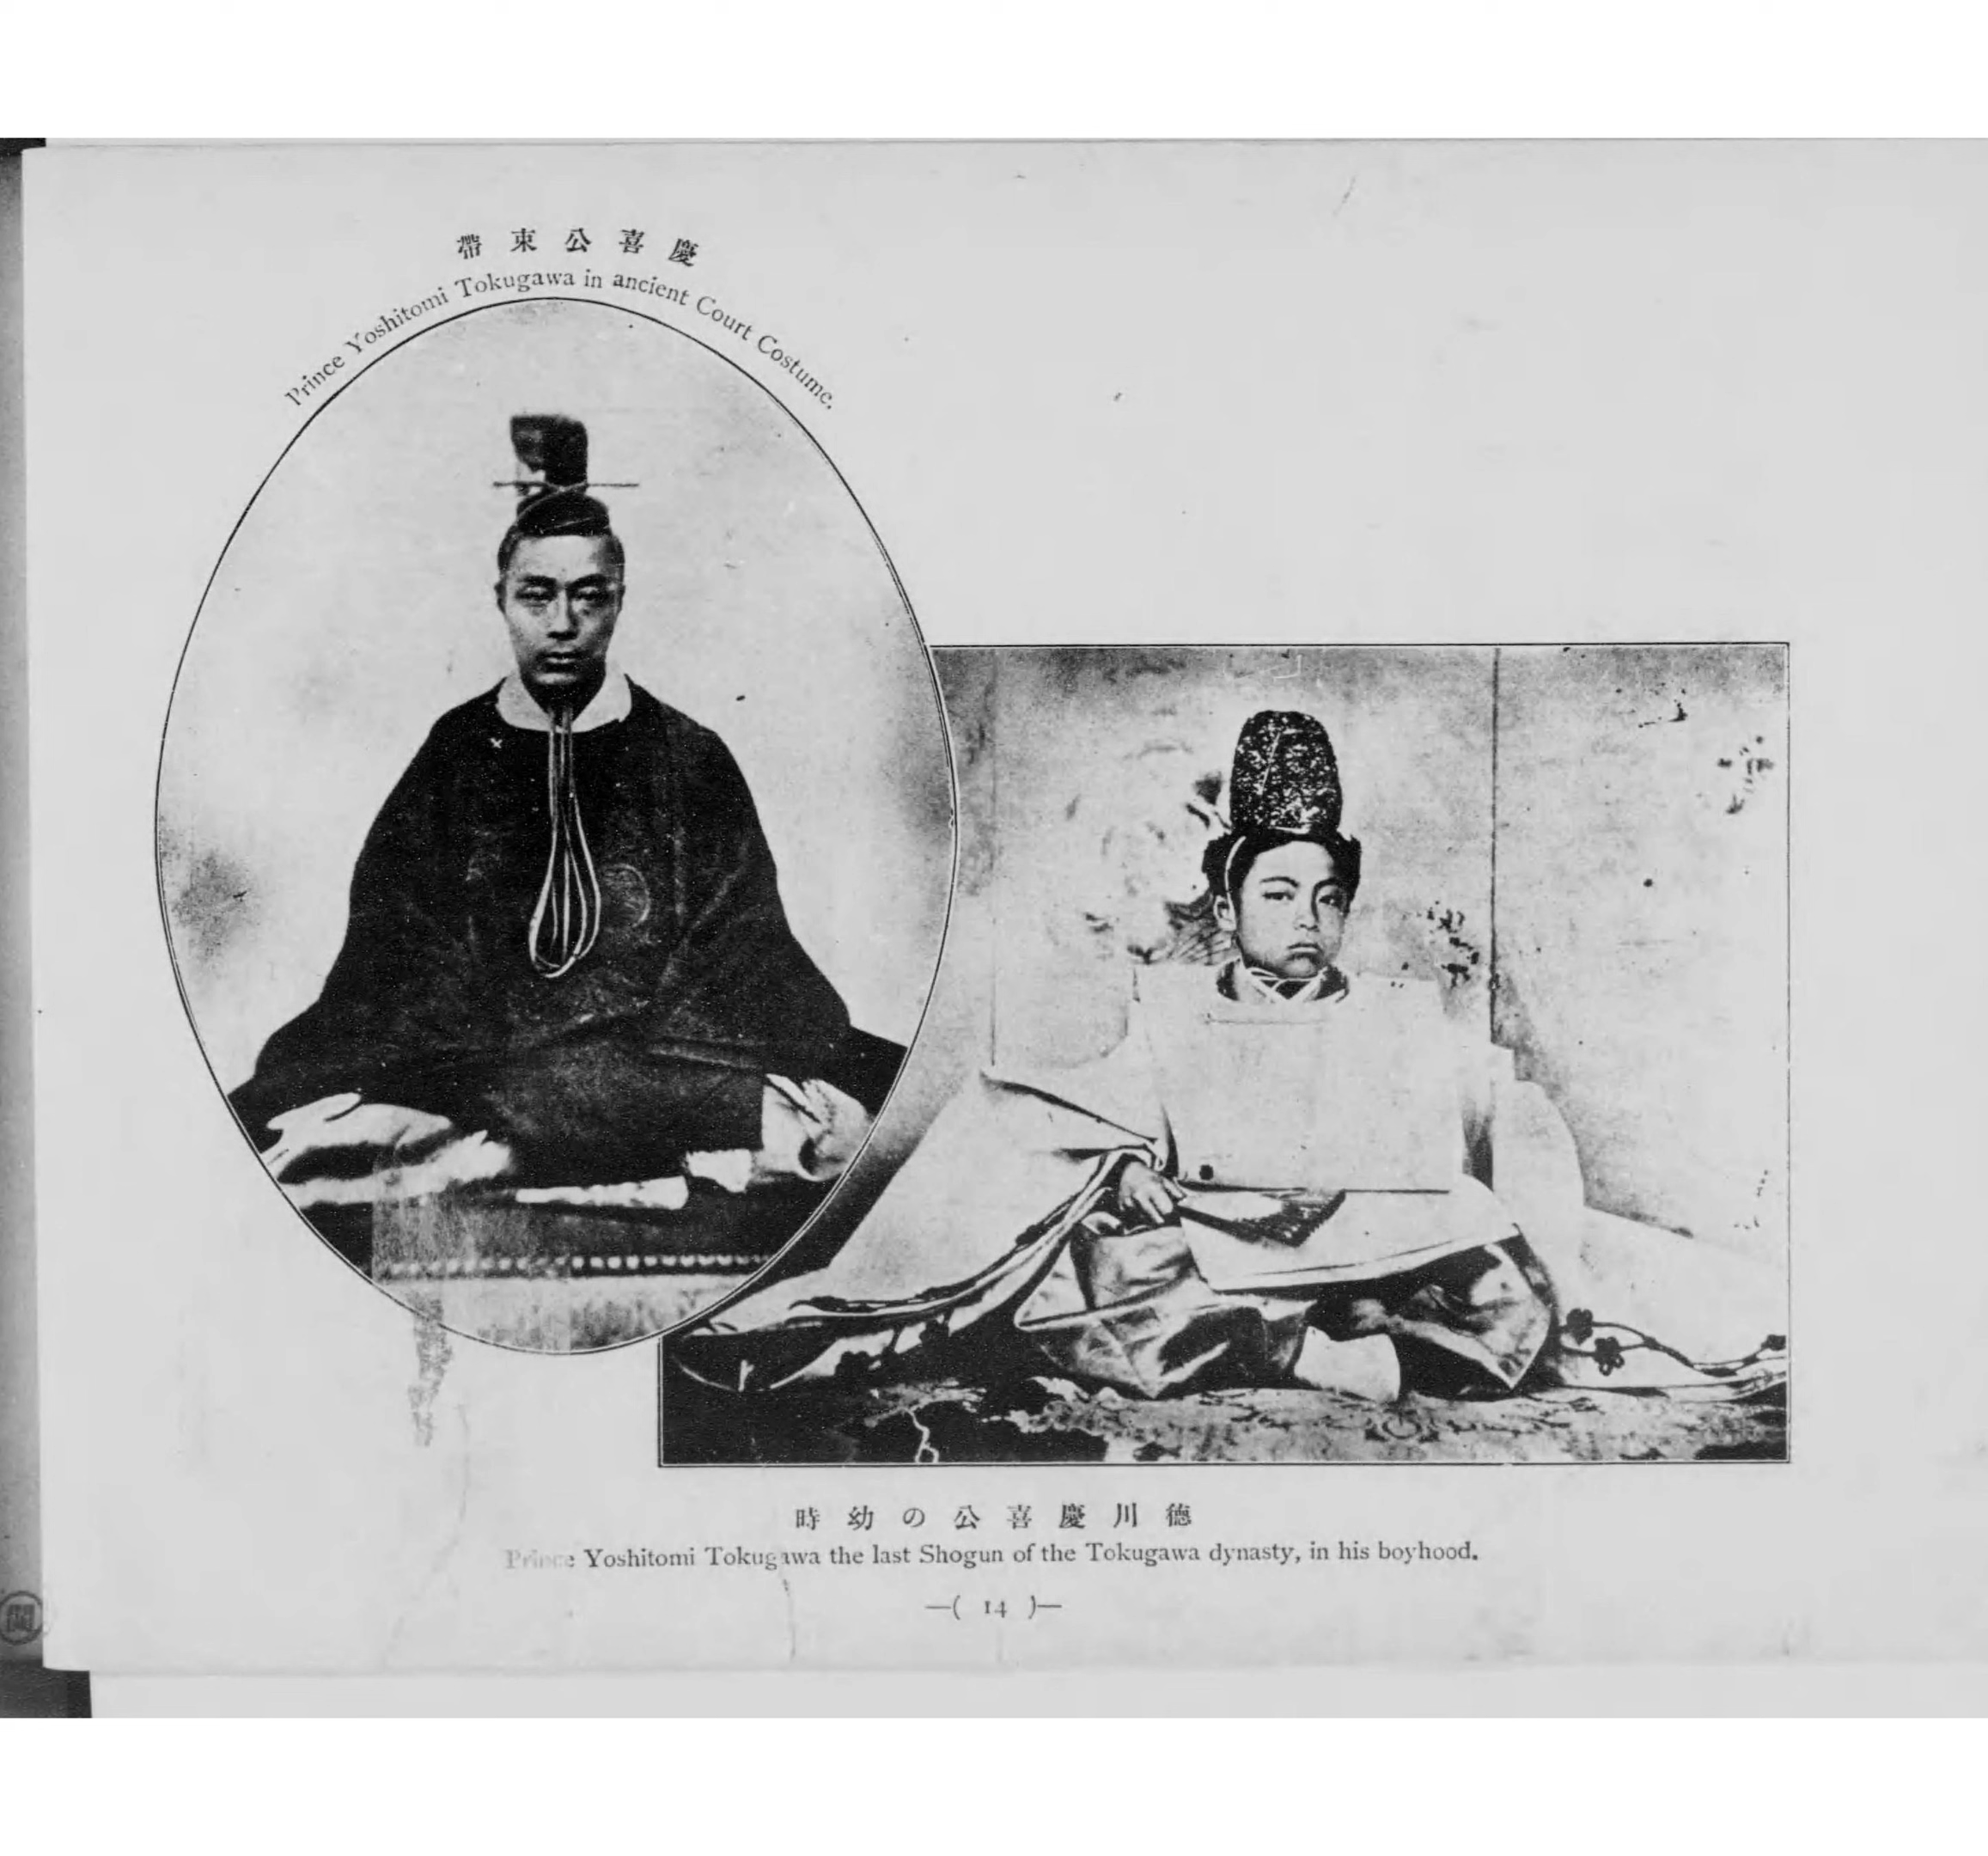 慶喜公束帶
Prince Yoshitomi Tokugawa in ancient Court Costume.
德川慶喜公の幼時
Prince Yoshitomi Tokugawa the last Shogun of the Tokugawa dynasty, in his boyhood.
—( 14 )—